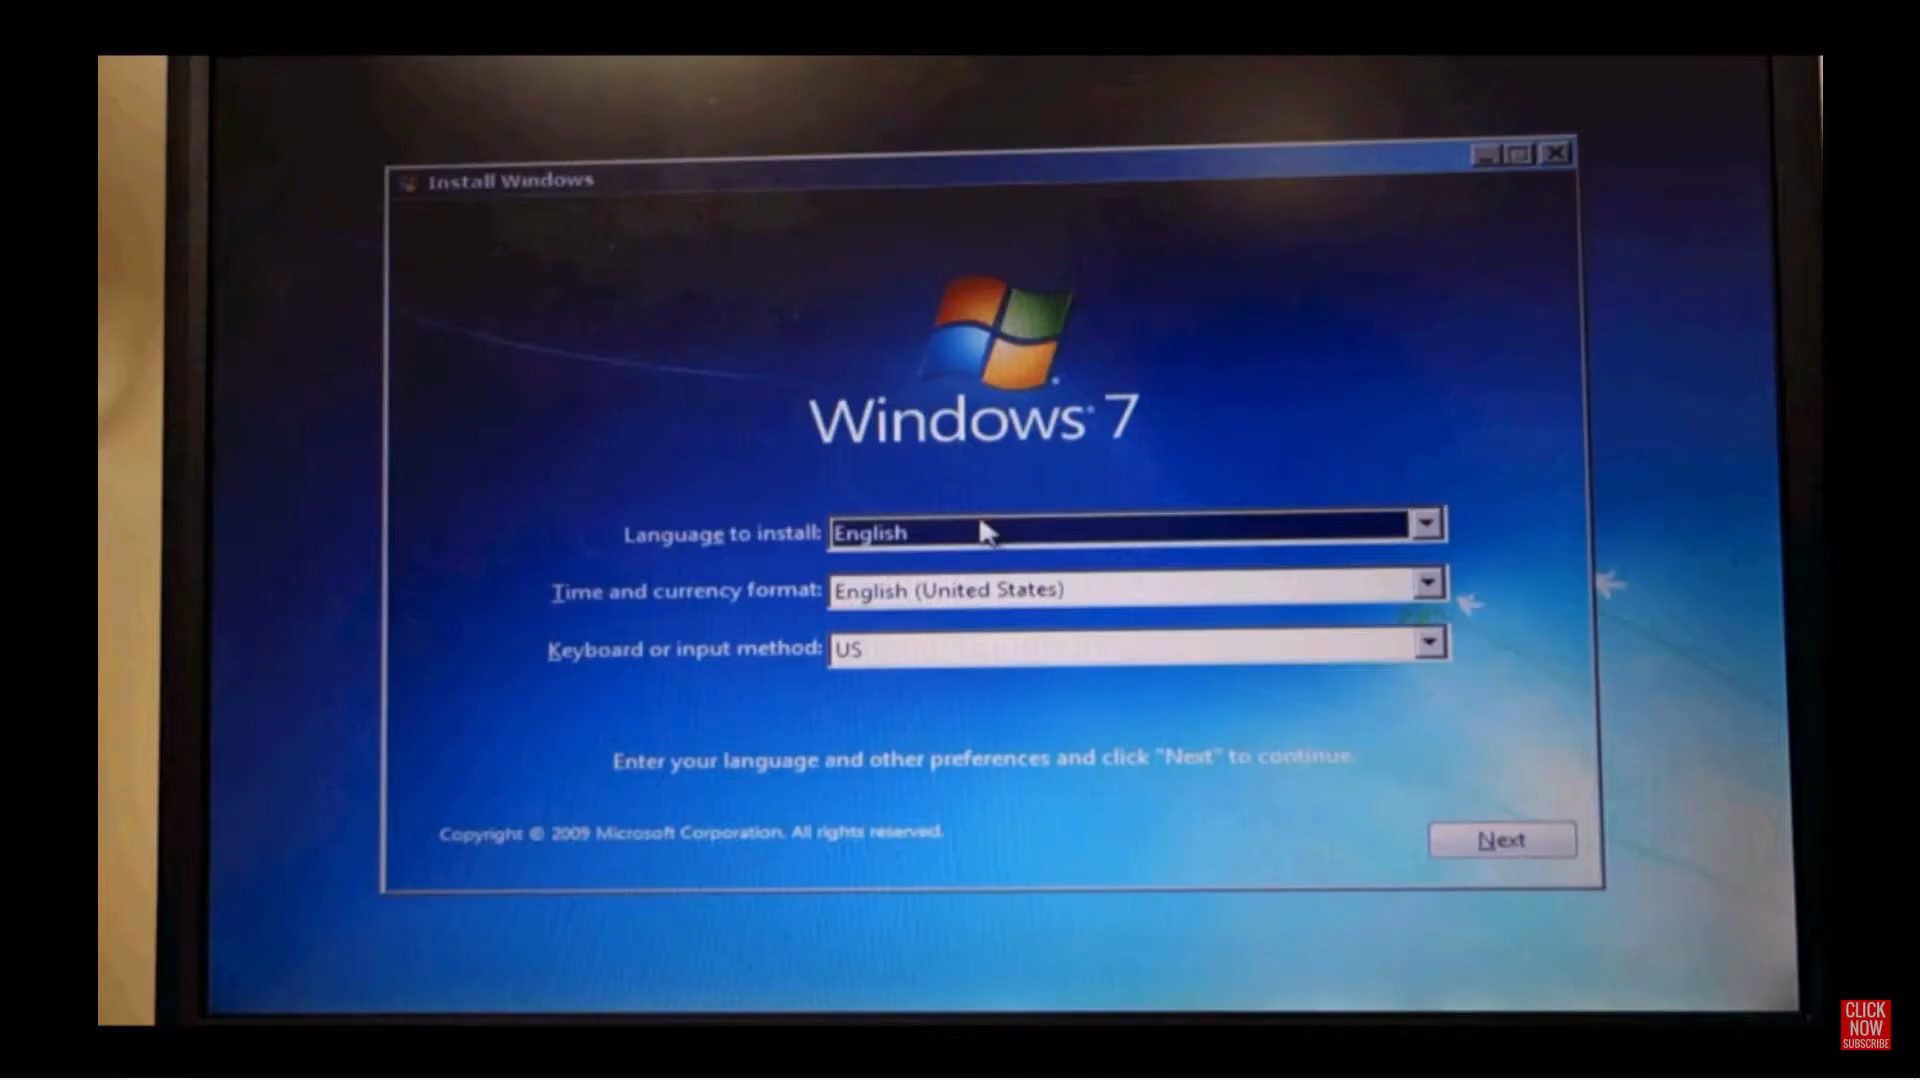 Install Windows
Windows 7
Language to install: English
Time and currency format: English (United States)
Keyboard or input method: US
Enter your language and other preferences and click "Next" to continue.
Copyright © 2009 Microsoft Corporation. All rights reserved.
Next
CLICK
NOW
SUBSCRIBE